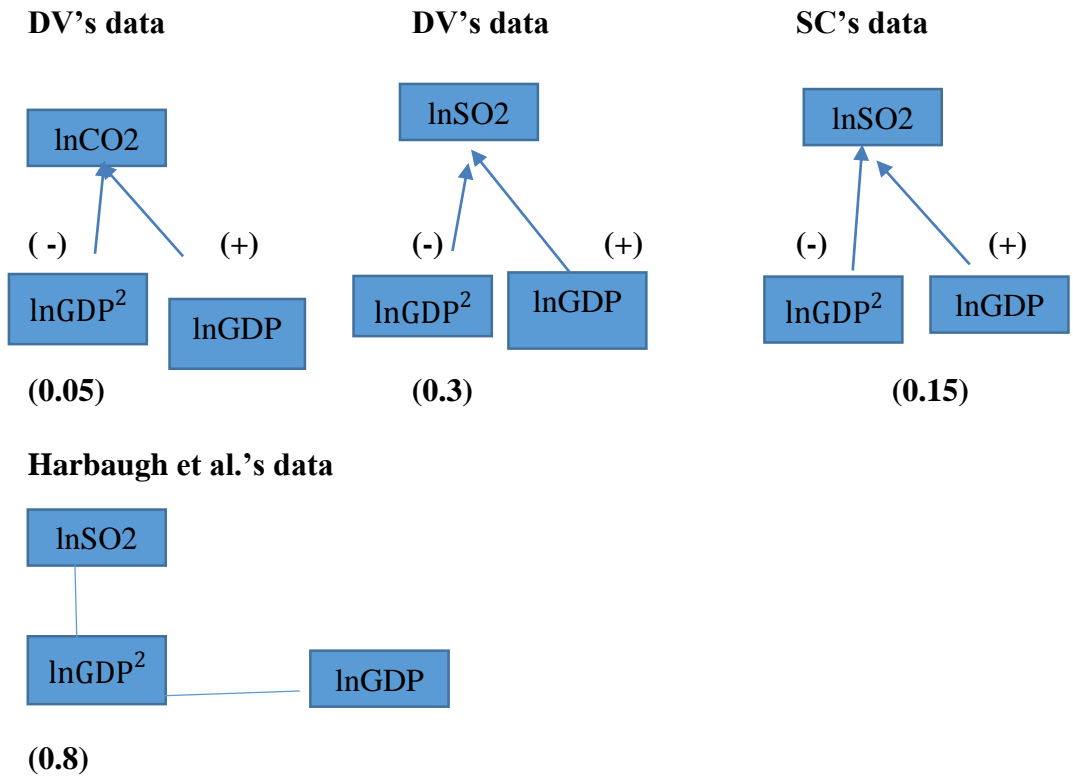 DV’s data
DV’s data
SC’s data
lnCO2
lnSO2
lnSO2
( -)
(+)
(-)
(+)
(-)
(+)
lnGDP²
lnGDP
lnGDP²
lnGDP
lnGDP²
lnGDP
(0.05)
(0.3)
(0.15)
Harbaugh et al.’s data
lnSO2
lnGDP²
lnGDP
(0.8)